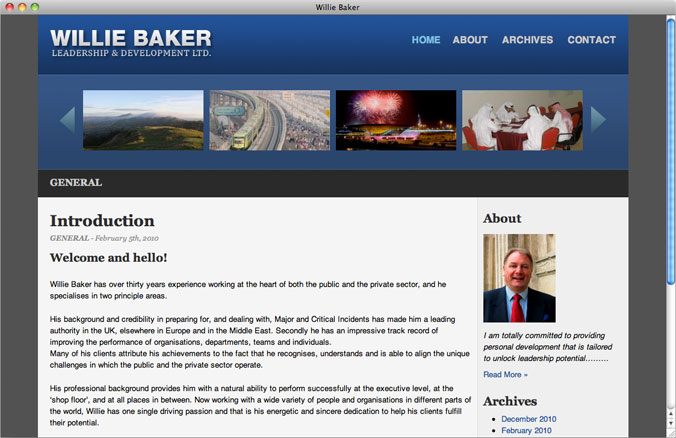 Willie Baker
WILLIE BAKER
LEADERSHIP & DEVELOPMENT LTD.
HOME ABOUT ARCHIVES CONTACT
GENERAL
Introduction
GENERAL - February 5th, 2010
Welcome and hello!
Willie Baker has over thirty years experience working at the heart of both the public and the private sector, and he
specialises in two principle areas.
His background and credibility in preparing for, and dealing with, Major and Critical Incidents has made him a leading
authority in the UK, elsewhere in Europe and in the Middle East. Secondly he has an impressive track record of
improving the performance of organisations, departments, teams and individuals.
Many of his clients attribute his achievements to the fact that he recognises, understands and is able to align the unique
challenges in which the public and the private sector operate.
His professional background provides him with a natural ability to perform successfully at the executive level, at the
'shop floor', and at all places in between. Now working with a wide variety of people and organisations in different parts of
the world, Willie has one single driving passion and that is his energetic and sincere dedication to help his clients fulfill
their potential.
About
I am totally committed to providing
personal development that is tailored
to unlock leadership potential.........
Read More »
Archives
December 2010
February 2010